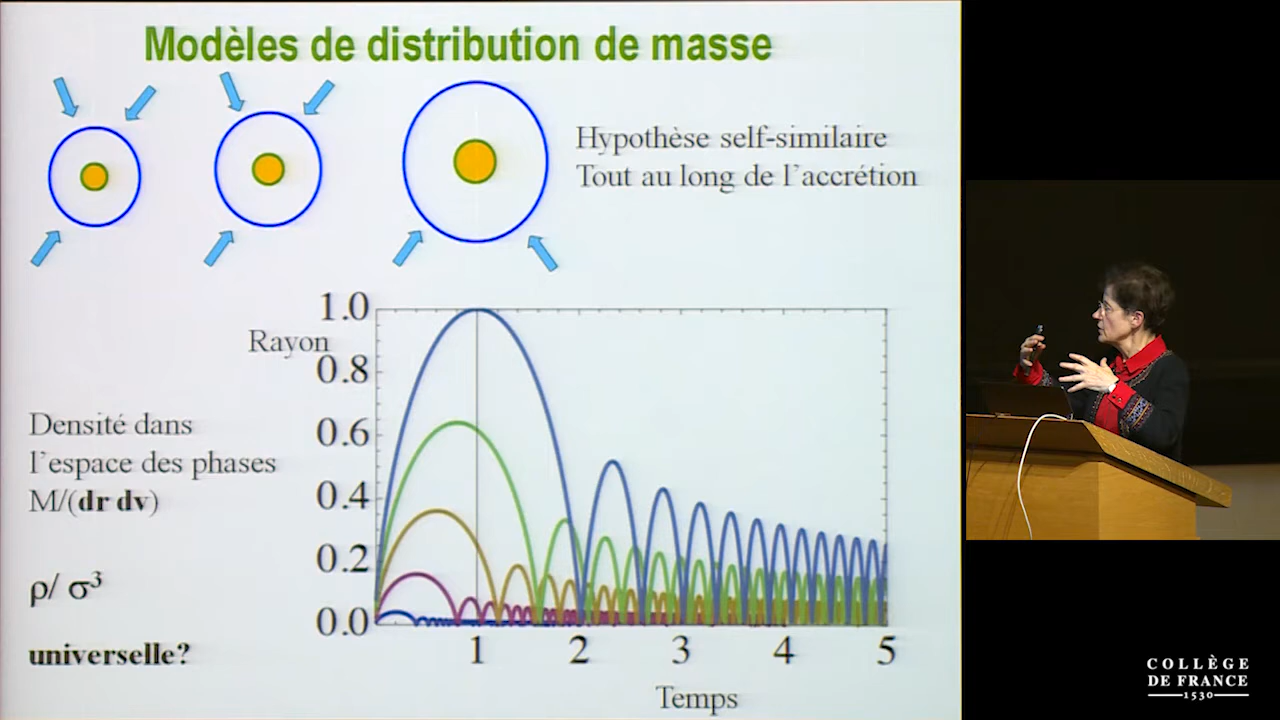 Modèles de distribution de masse
Hypothèse self-similaire
Tout au long de l'accrétion
1.0
Rayon
0.8
0.6
0.4
0.2
0.0
1 2 3 4 5
Temps
Densité dans
l'espace des phases
M/(dr dv)
ρ/ σ³
universelle?
COLLÈGE
DE FRANCE
1530